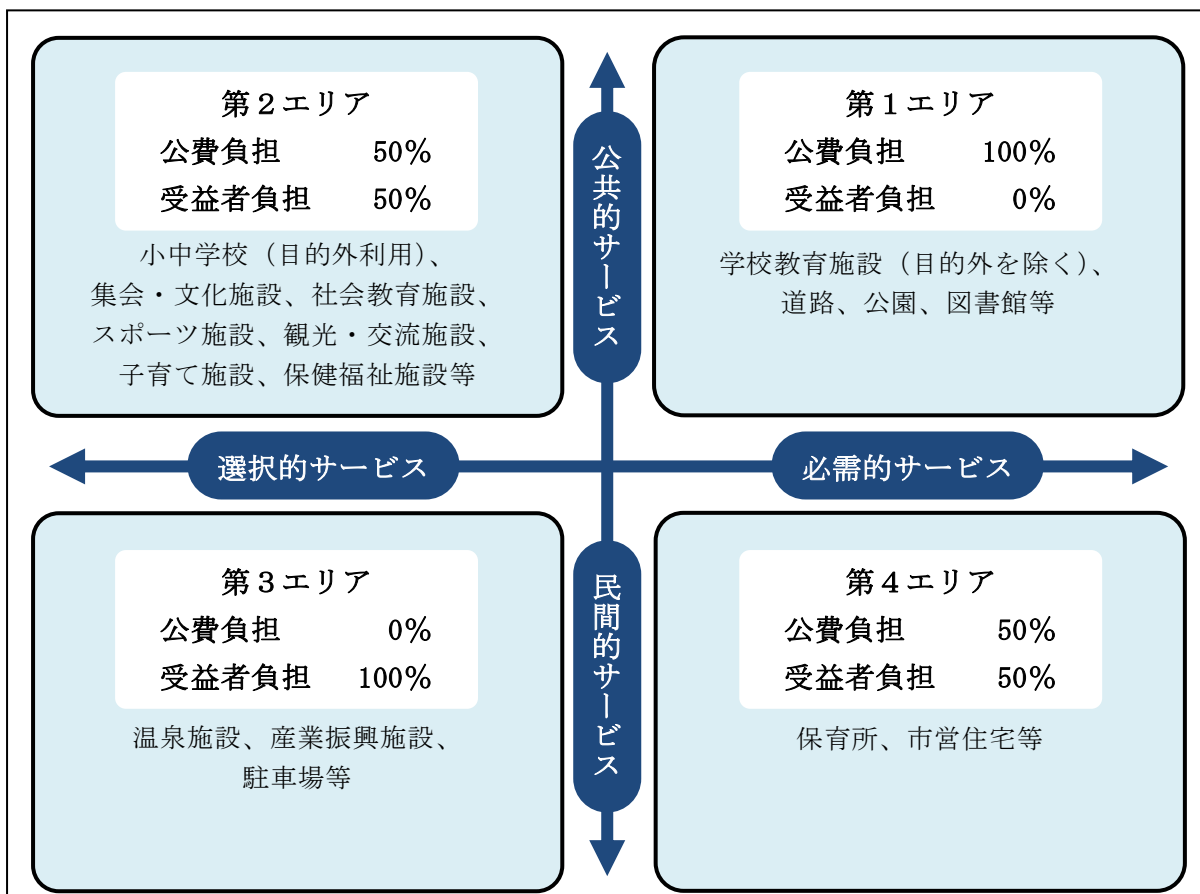 第２エリア
公費負担 50%
受益者負担 50%
小中学校（目的外利用）、
集会・文化施設、社会教育施設、
スポーツ施設、観光・交流施設、
子育て施設、保健福祉施設等
公共的サービス
第１エリア
公費負担 100%
受益者負担 0%
学校教育施設（目的外を除く）、
道路、公園、図書館等
選択的サービス
必需的サービス
第３エリア
公費負担 0%
受益者負担 100%
温泉施設、産業振興施設、
駐車場等
民間的サービス
第４エリア
公費負担 50%
受益者負担 50%
保育所、市営住宅等